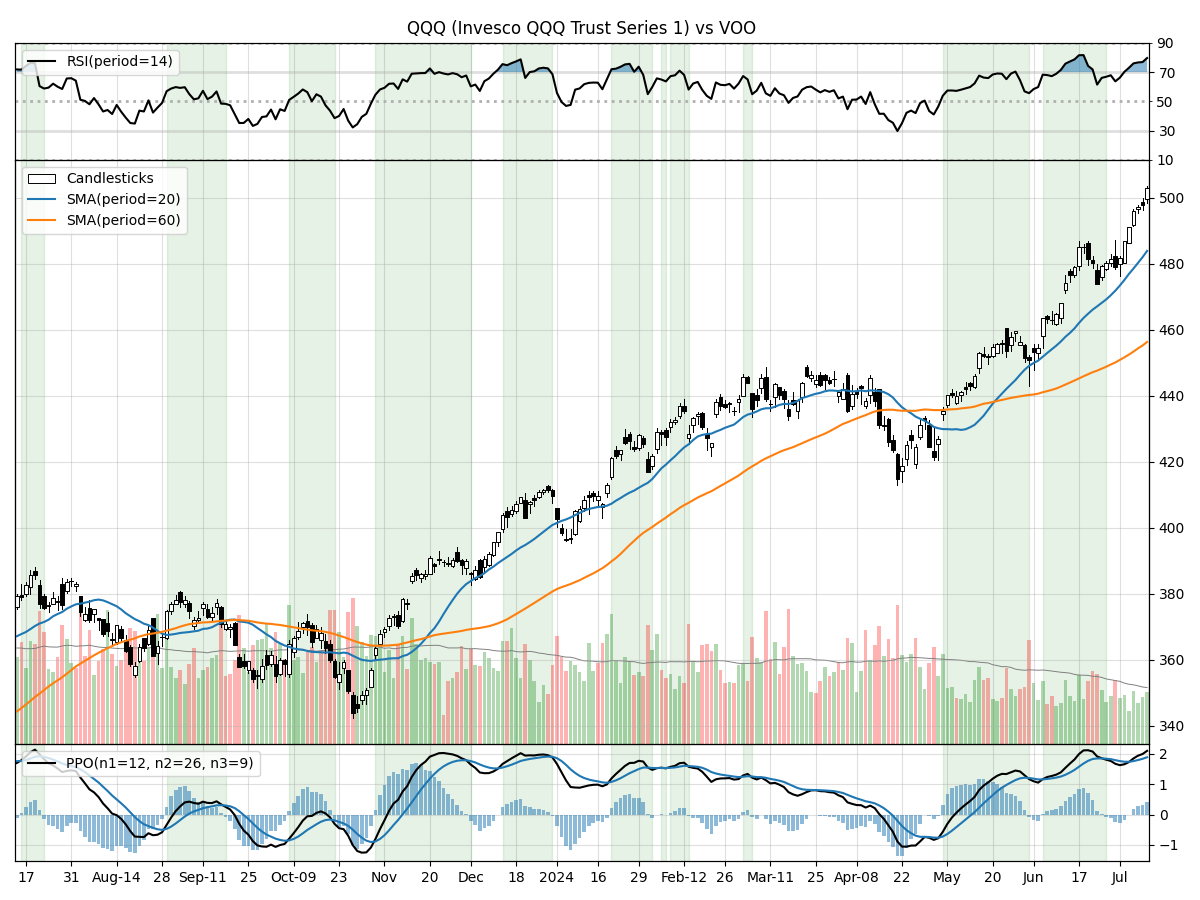 QQQ (Invesco QQQ Trust Series 1) vs VOO
RSI(period=14)
90
70
50
30
10
Candlesticks
SMA(period=20)
SMA(period=60)
500
480
460
440
420
400
380
360
340
PPO(n1=12, n2=26, n3=9)
2
1
0
−1
17 31 Aug-14 28 Sep-11 25 Oct-09 23 Nov 20 Dec 18 2024 16 29 Feb-12 26 Mar-11 25 Apr-08 22 May 20 Jun 17 Jul